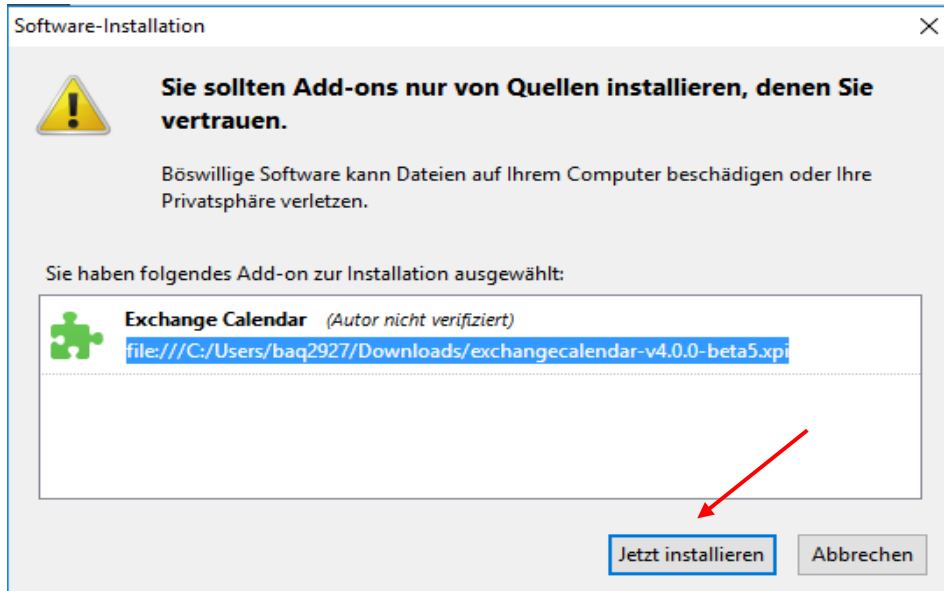 Software-Installation
Sie sollten Add-ons nur von Quellen installieren, denen Sie
vertrauen.
Böswillige Software kann Dateien auf Ihrem Computer beschädigen oder Ihre
Privatsphäre verletzen.
Sie haben folgendes Add-on zur Installation ausgewählt:
Exchange Calendar (Autor nicht verifiziert)
file:///C:/Users/baq2927/Downloads/exchangecalendar-v4.0.0-beta5.xpi
Jetzt installieren Abbrechen